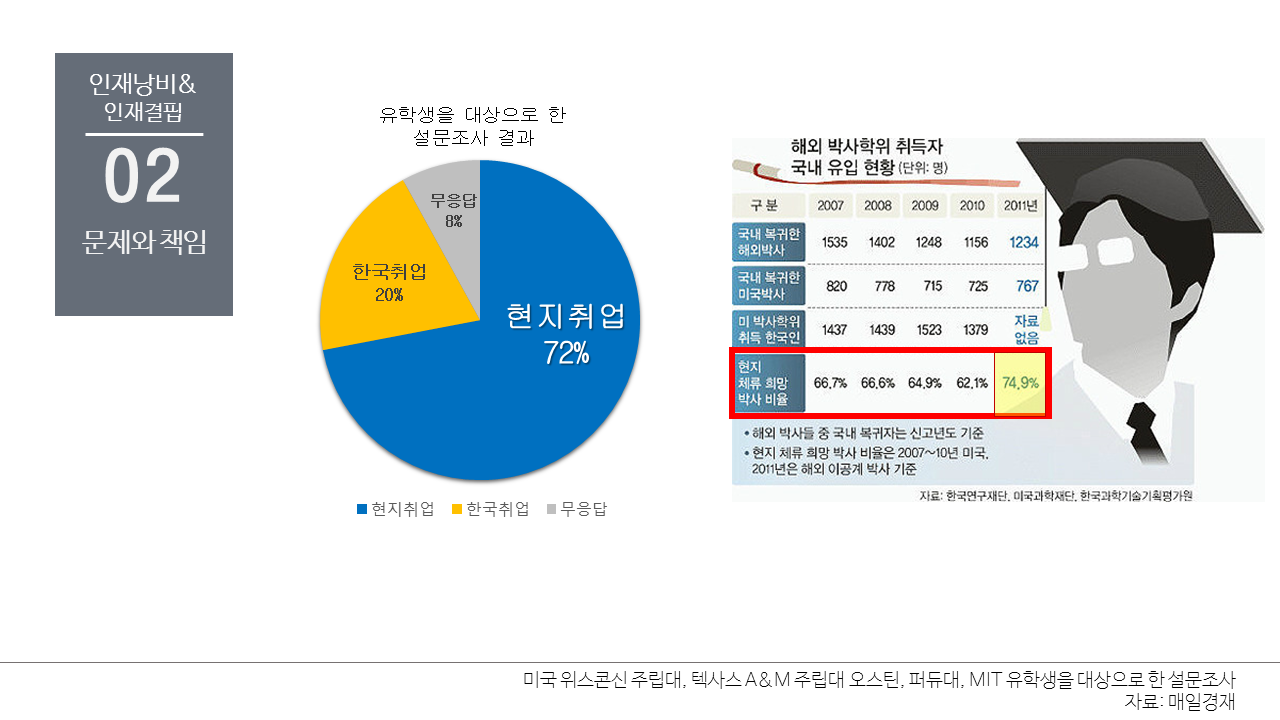 인재낭비&
인재결핍
02
문제와 책임
유학생을 대상으로 한
설문조사 결과
무응답
8%
한국취업
20%
현지취업
72%
현지취업 한국취업 무응답
해외 박사학위 취득자
국내 유입 현황 (단위: 명)
구 분 2007 2008 2009 2010 2011년
국내 복귀한
해외박사 1535 1402 1248 1156 1234
국내 복귀한
미국박사 820 778 715 725 767
미 박사학위
취득 한국인 1437 1439 1523 1379 자료
없음
현지
체류 희망
박사 비율 66.7% 66.6% 64.9% 62.1% 74.9%
• 해외 박사들 중 국내 복귀자는 신고년도 기준
• 현지 체류 희망 박사 비율은 2007~10년 미국,
2011년은 해외 이공계 박사 기준
자료: 한국연구재단, 미국과학재단, 한국과학기술기획평가원
미국 위스콘신 주립대, 텍사스 A&M 주립대 오스틴, 퍼듀대, MIT 유학생을 대상으로 한 설문조사
자료: 매일경재